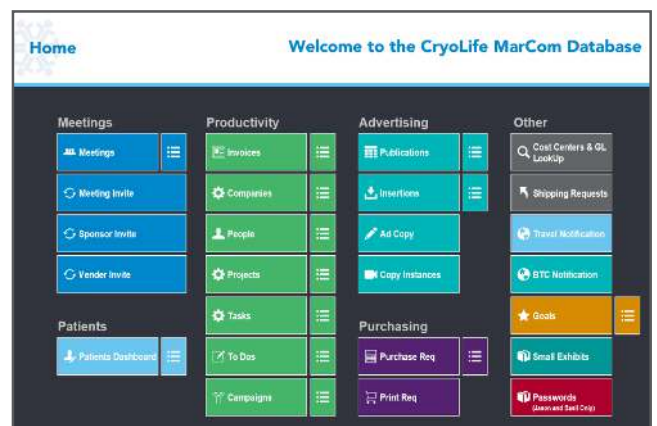 Home
Welcome to the CryoLife MarCom Database
Meetings
Meetings
Meeting Invite
Sponsor Invite
Vender Invite
Patients
Patients Dashboard
Productivity
Invoices
Companies
People
Projects
Tasks
To Dos
Campaigns
Advertising
Publications
Insertions
Ad Copy
Copy Instances
Purchasing
Purchase Req
Print Req
Other
Cost Centers & GL
LookUp
Shipping Requests
Travel Notification
BTC Notification
Goals
Small Exhibits
Passwords
(Jason and Sunil Only)